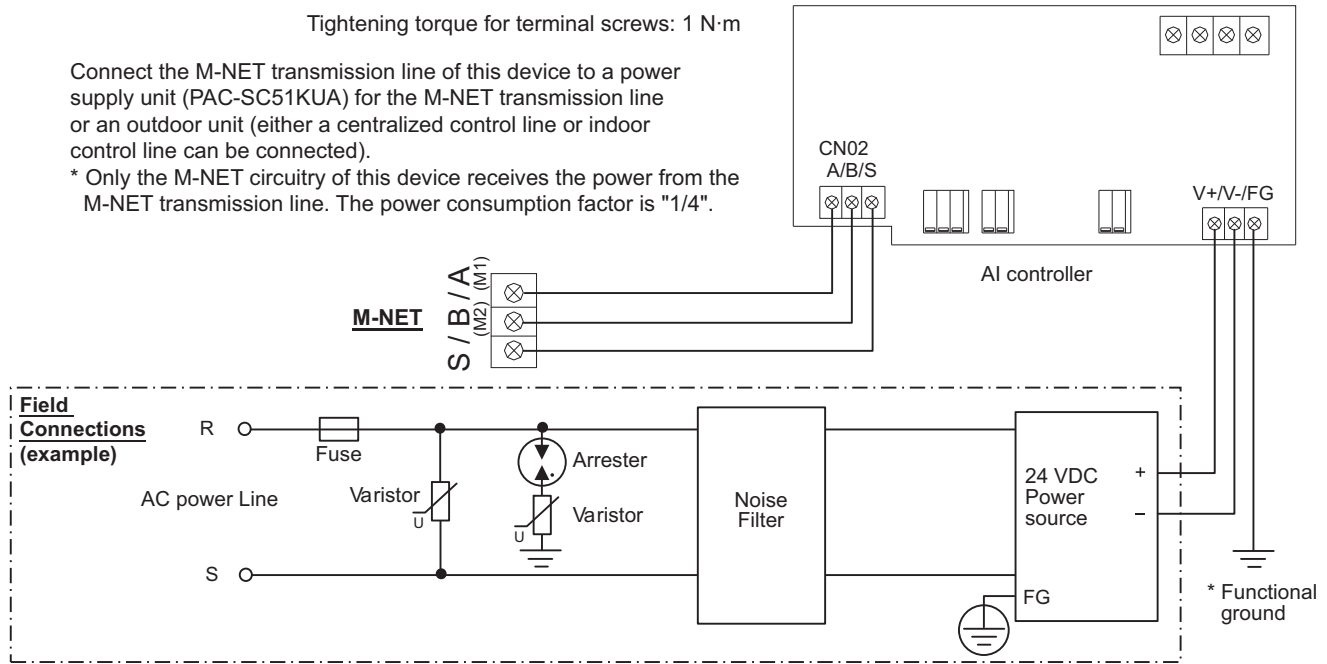 Tightening torque for terminal screws: 1 N·m
Connect the M-NET transmission line of this device to a power
supply unit (PAC-SC51KUA) for the M-NET transmission line
or an outdoor unit (either a centralized control line or indoor
control line can be connected).
* Only the M-NET circuitry of this device receives the power from the
M-NET transmission line. The power consumption factor is "1/4".
CN02
A/B/S
V+/V-/FG
AI controller
M-NET
S / B / A
(M2) (M1)
Field
Connections
(example)
R
Fuse
Arrester
AC power Line
Varistor
U
Varistor
U
Noise
Filter
24 VDC
Power
source
+
–
S
FG
* Functional
ground